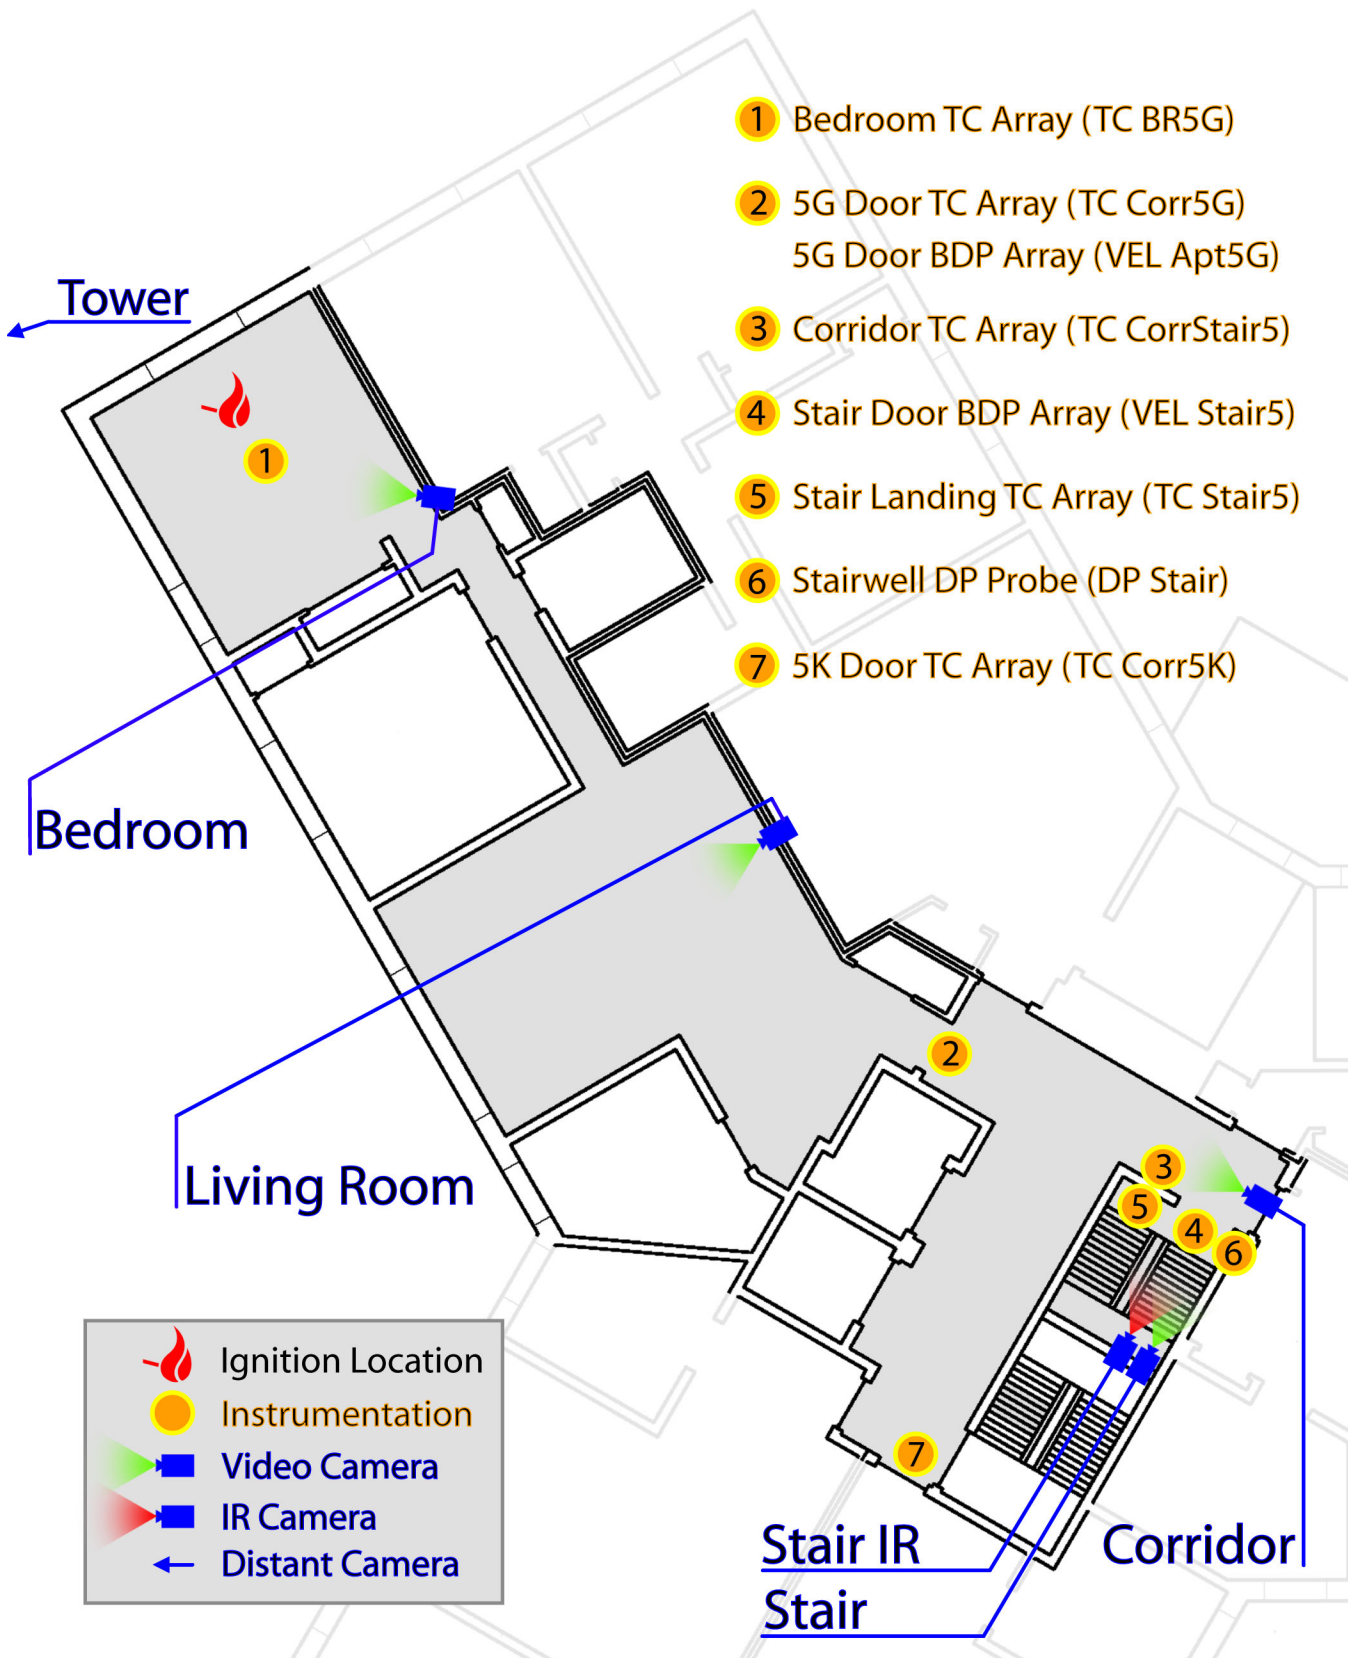 1 Bedroom TC Array (TC BR5G)
2 5G Door TC Array (TC Corr5G)
5G Door BDP Array (VEL Apt5G)
3 Corridor TC Array (TC CorrStair5)
4 Stair Door BDP Array (VEL Stair5)
5 Stair Landing TC Array (TC Stair5)
6 Stairwell DP Probe (DP Stair)
7 5K Door TC Array (TC Corr5K)
Tower
1
Bedroom
2
Living Room
3
5
4
6
7
Stair IR
Corridor
Stair
Ignition Location
Instrumentation
Video Camera
IR Camera
Distant Camera